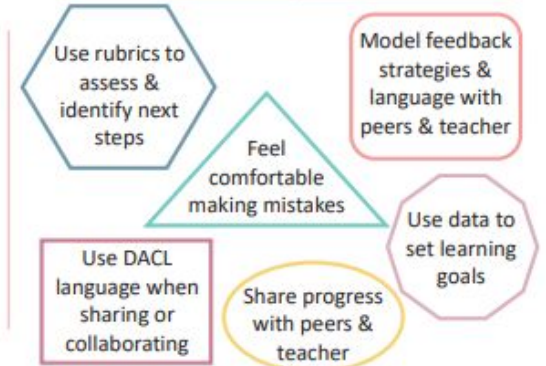 Use rubrics to
assess &
identify next
steps
Model feedback
strategies &
language with
peers & teacher
Feel
comfortable
making mistakes
Use data to
set learning
goals
Use DACL
language when
sharing or
collaborating
Share progress
with peers &
teacher